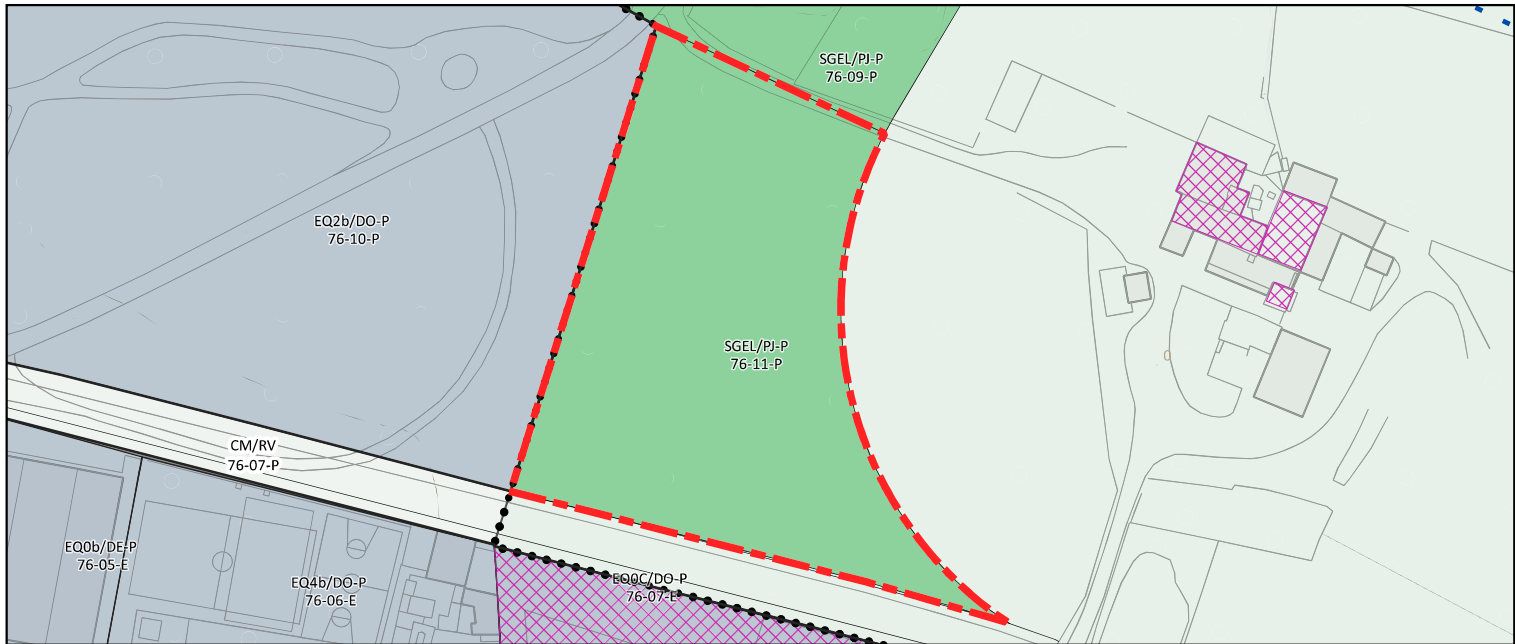 SGEL/PJ-P
76-09-P
EQ2b/DO-P
76-10-P
SGEL/PJ-P
76-11-P
CM/RV
76-07-P
EQ0b/DE-P
76-05-E
EQ4b/DO-P
76-06-E
EQ0C/DO-P
76-07-E